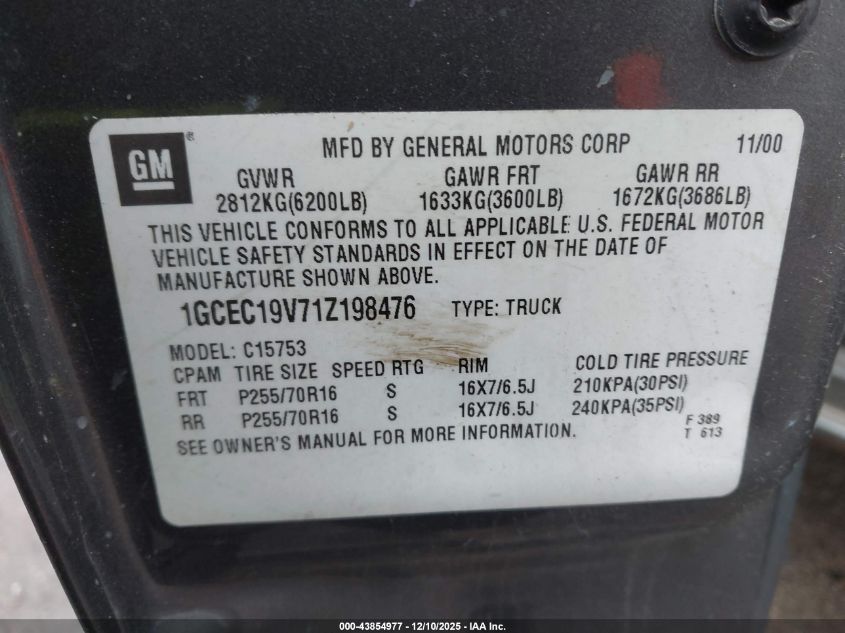 GM ®
MFD BY GENERAL MOTORS CORP 11/00
GVWR GAWR FRT GAWR RR
2812KG(6200LB) 1633KG(3600LB) 1672KG(3686LB)
THIS VEHICLE CONFORMS TO ALL APPLICABLE U.S. FEDERAL MOTOR
VEHICLE SAFETY STANDARDS IN EFFECT ON THE DATE OF
MANUFACTURE SHOWN ABOVE.
1GCEC19V71Z198476 TYPE: TRUCK
MODEL: C15753
CPAM TIRE SIZE SPEED RTG RIM COLD TIRE PRESSURE
FRT P255/70R16 S 16X7/6.5J 210KPA(30PSI)
RR P255/70R16 S 16X7/6.5J 240KPA(35PSI)
SEE OWNER'S MANUAL FOR MORE INFORMATION.
F 389
T 613
000-43854977 - 12/10/2025 - IAA Inc.